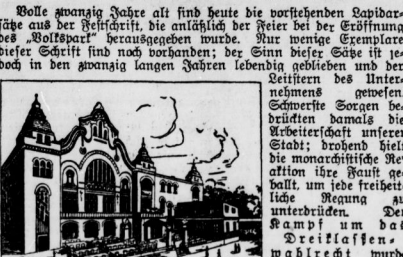 Volle zwanzig Jahre alt sind heute die vorstehenden Lapidar-
sätze aus der Festschrift, die anläßlich der Feier bei der Eröffnung
des „Volkspark“ herausgegeben wurde. Nur wenige Exemplare
dieser Schrift sind noch vorhanden; der Sinn dieser Sätze ist je-
doch in den zwanzig langen Jahren lebendig geblieben und der
Leitstern des Unter-
nehmens gewesen.
Schwerste Sorgen be-
drückten damals die
Arbeiterschaft unserer
Stadt; drohend hielt
die monarchistische Re-
aktion ihre Faust ge-
ballt, um jede freiheit-
liche Regung zu
unterdrücken. Der
Kampf um das
Dreiklassen-
wahlrecht wurde